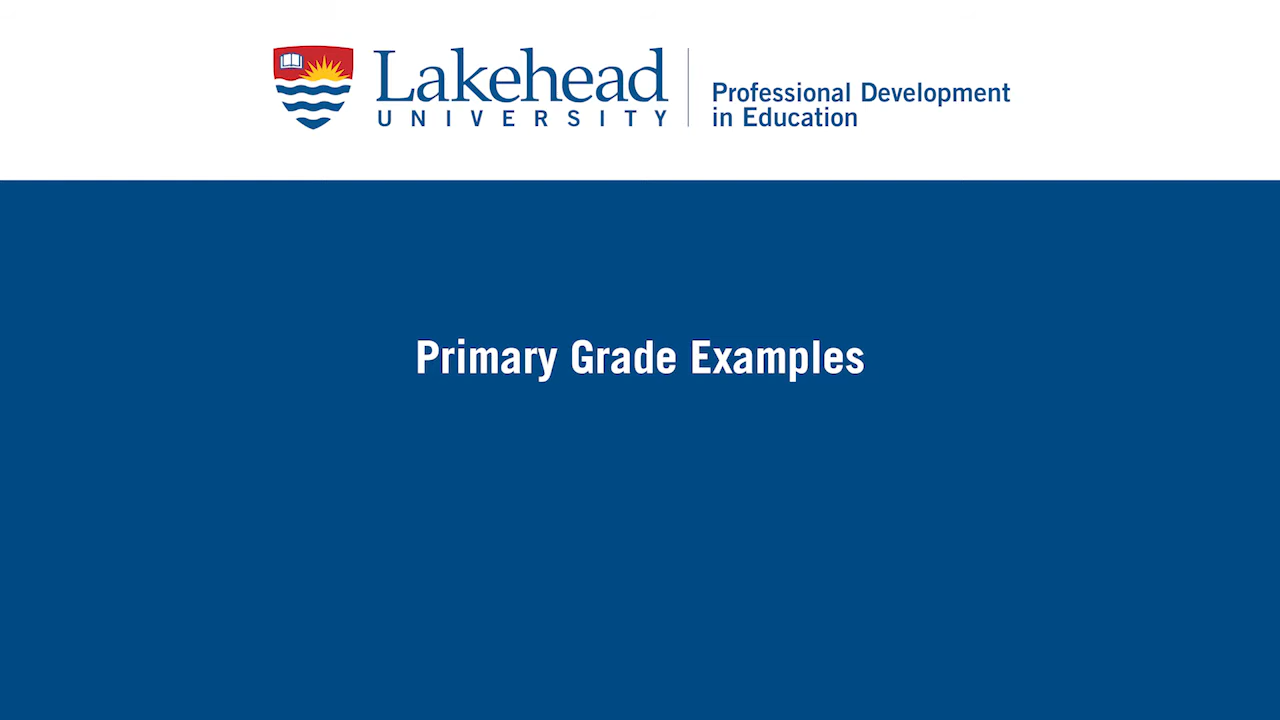 Lakehead
UNIVERSITY
Professional Development
in Education
Primary Grade Examples